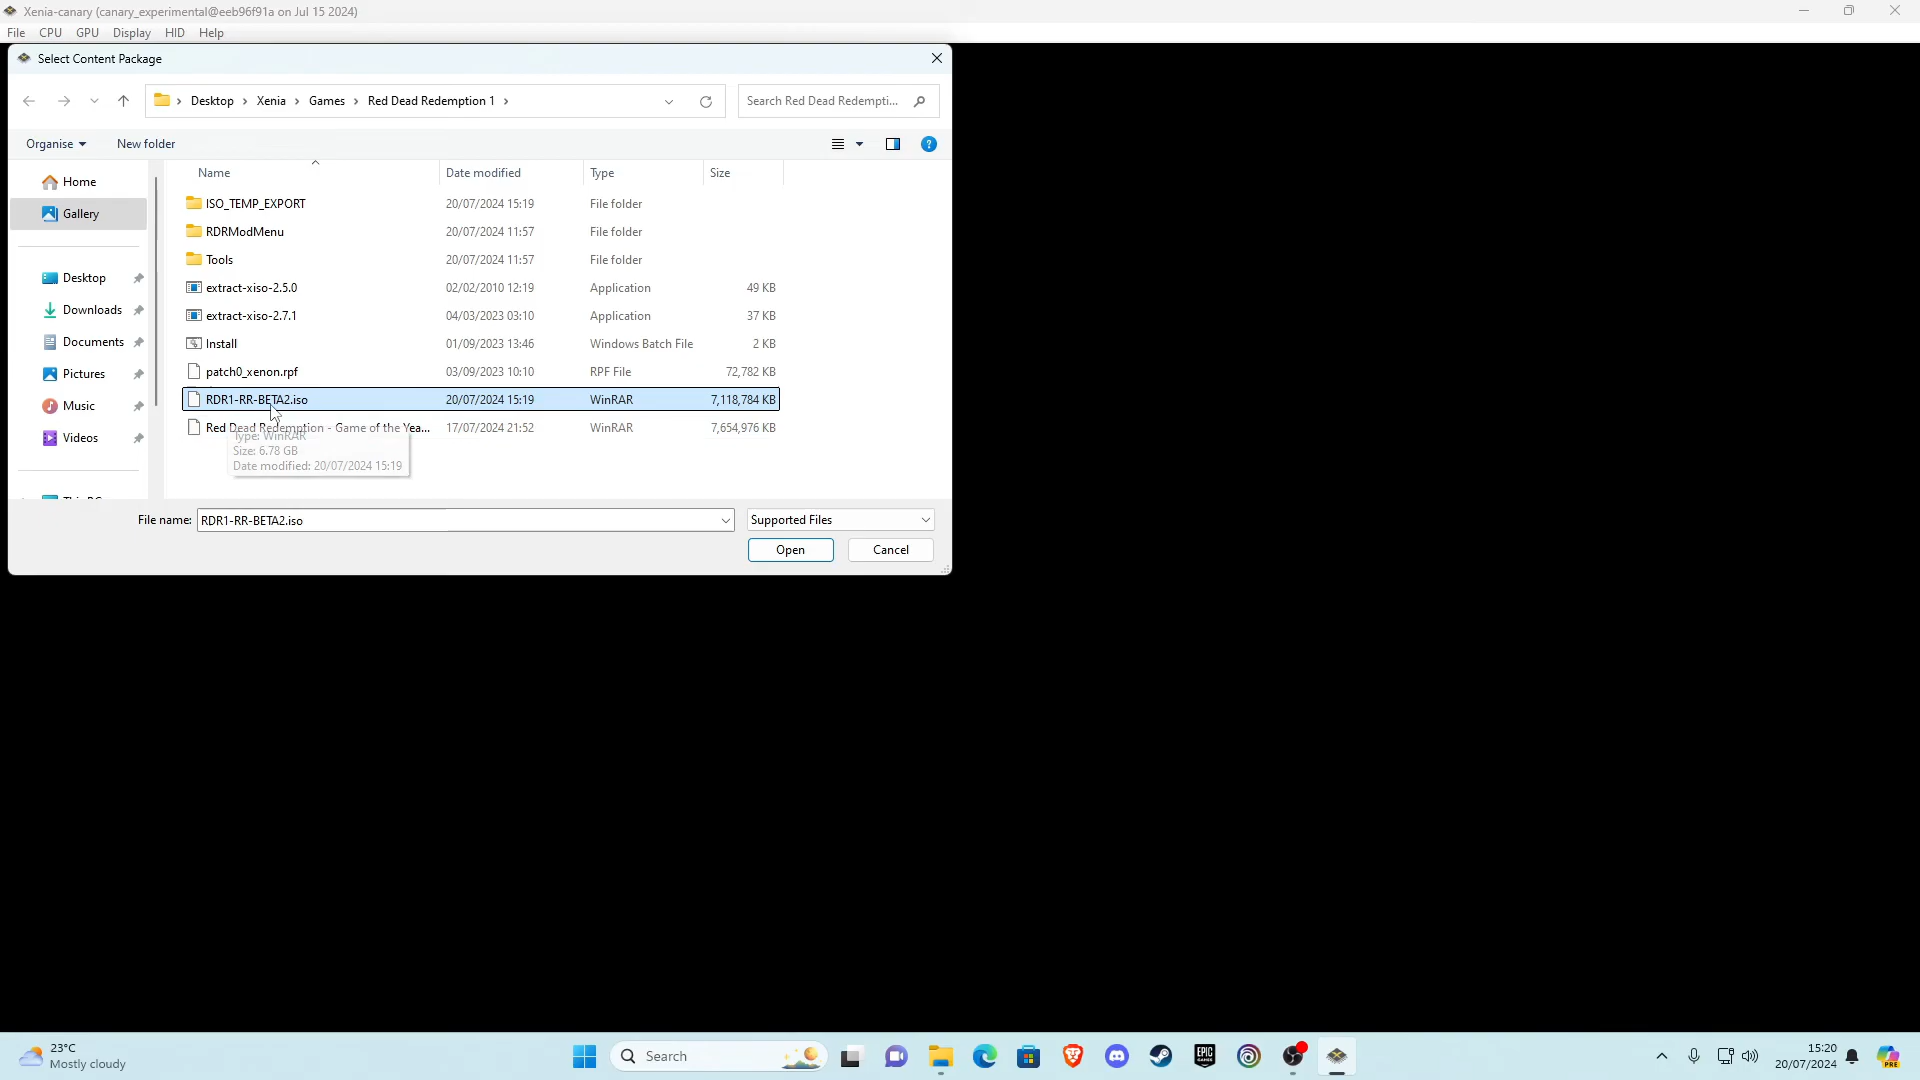 Xenia-canary (canary_experimental@eeb96f91a on Jul 15 2024)
File CPU GPU Display HID Help
Select Content Package
Desktop Xenia Games Red Dead Redemption 1
Search Red Dead Redempti...
Organise New folder
Name Date modified Type Size
Home
Gallery
Desktop
Downloads
Documents
Pictures
Music
Videos
ISO_TEMP_EXPORT 20/07/2024 15:19 File folder
RDRModMenu 20/07/2024 11:57 File folder
Tools 20/07/2024 11:57 File folder
extract-xiso-2.5.0 02/02/2010 12:19 Application 49 KB
extract-xiso-2.7.1 04/03/2023 03:10 Application 37 KB
Install 01/09/2023 13:46 Windows Batch File 2 KB
patch0_xenon.rpf 03/09/2023 10:10 RPF File 72,782 KB
RDR1-RR-BETA2.iso 20/07/2024 15:19 WinRAR 7,118,784 KB
Red Dead Redemption - Game of the Yea... 17/07/2024 21:52 WinRAR 7,654,976 KB
Type: WinRAR
Size: 6.78 GB
Date modified: 20/07/2024 15:19
File name: RDR1-RR-BETA2.iso Supported Files
Open Cancel
23°C
Mostly cloudy
Search
EPIC GAMES
15:20
20/07/2024
PRE